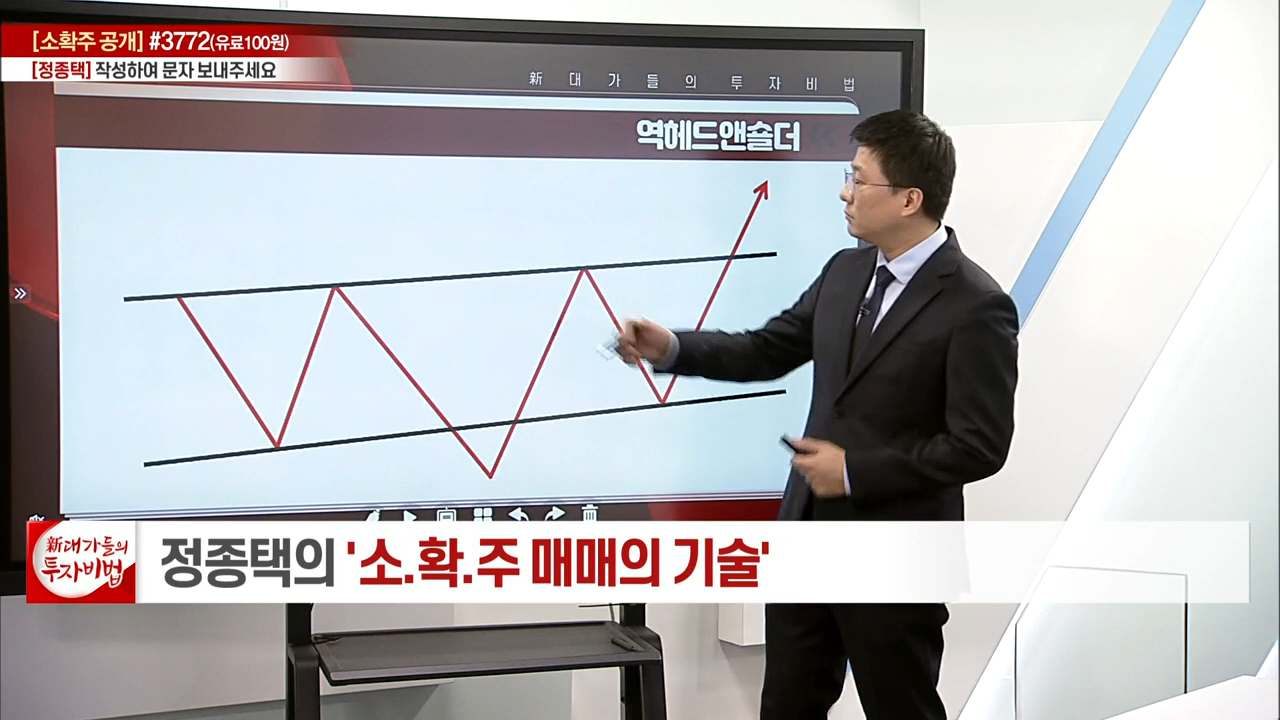 [소확주 공개] #3772(유료100원)
[정종택] 작성하여 문자 보내주세요
新 대 가 들 의 투 자 비 법
역헤드앤숄더
新대가들의
투자비법
정종택의 '소.확.주 매매의 기술'